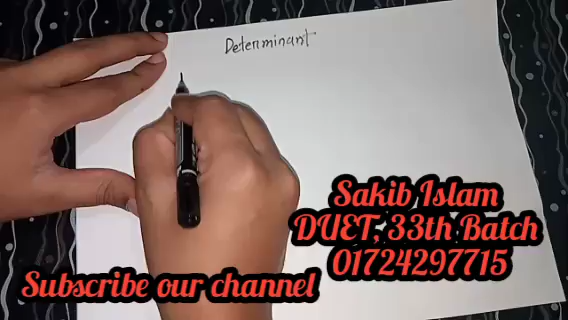 Determinant
Sakib Islam
DUET, 33th Batch
01724297715
Subscribe our channel